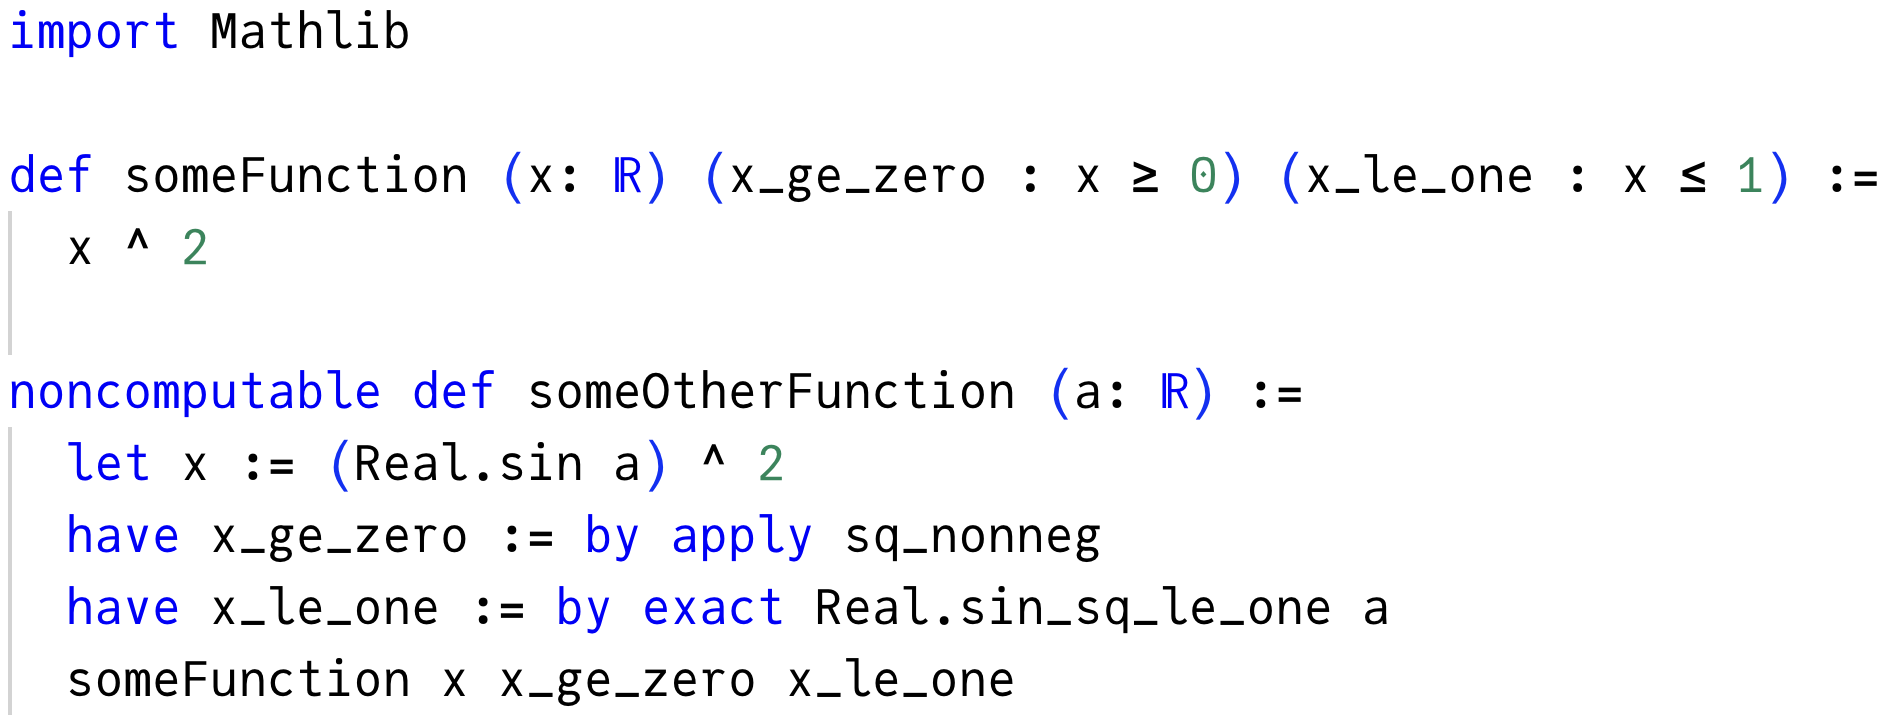 import Mathlib
def someFunction (x: ℝ) (x_ge_zero : x ≥ 0) (x_le_one : x ≤ 1) :=
x ^ 2
noncomputable def someOtherFunction (a: ℝ) :=
let x := (Real.sin a) ^ 2
have x_ge_zero := by apply sq_nonneg
have x_le_one := by exact Real.sin_sq_le_one a
someFunction x x_ge_zero x_le_one